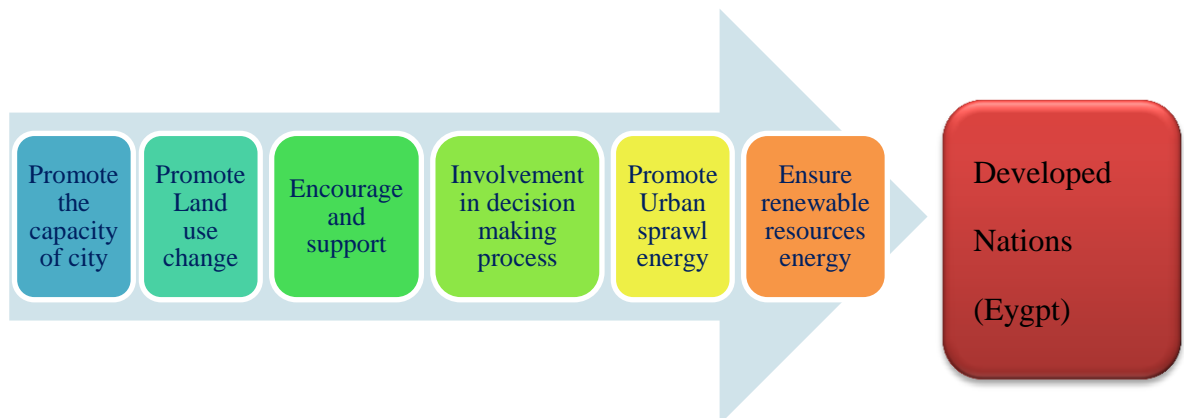 Promote
the
capacity
of city
Promote
Land
use
change
Encourage
and
support
Involvement
in decision
making
process
Promote
Urban
sprawl
energy
Ensure
renewable
resources
energy
Developed
Nations
(Eygpt)